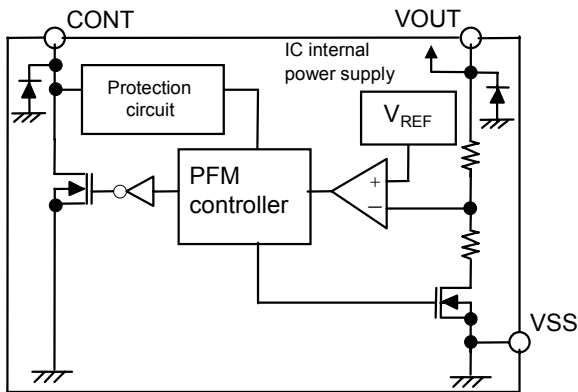 CONT
VOUT
IC internal
power supply
Protection
circuit
VREF
PFM
controller
+
−
VSS